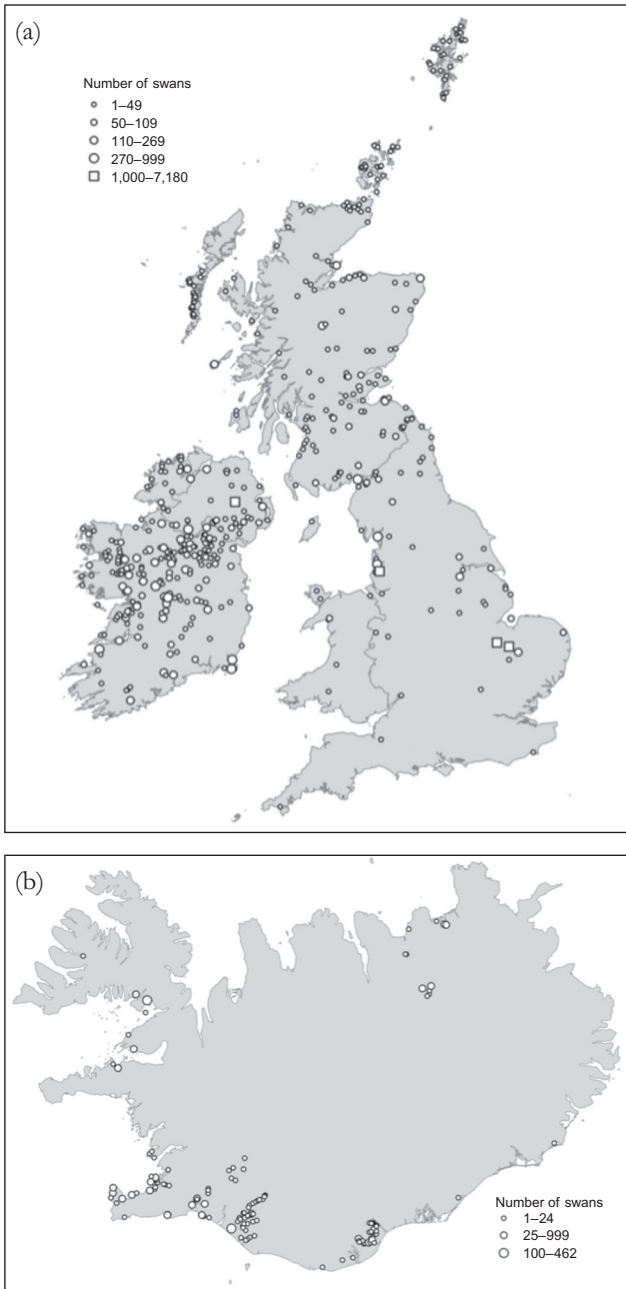 (a)
Number of swans
1–49
50–109
110–269
270–999
1,000–7,180
(b)
Number of swans
1–24
25–999
100–462